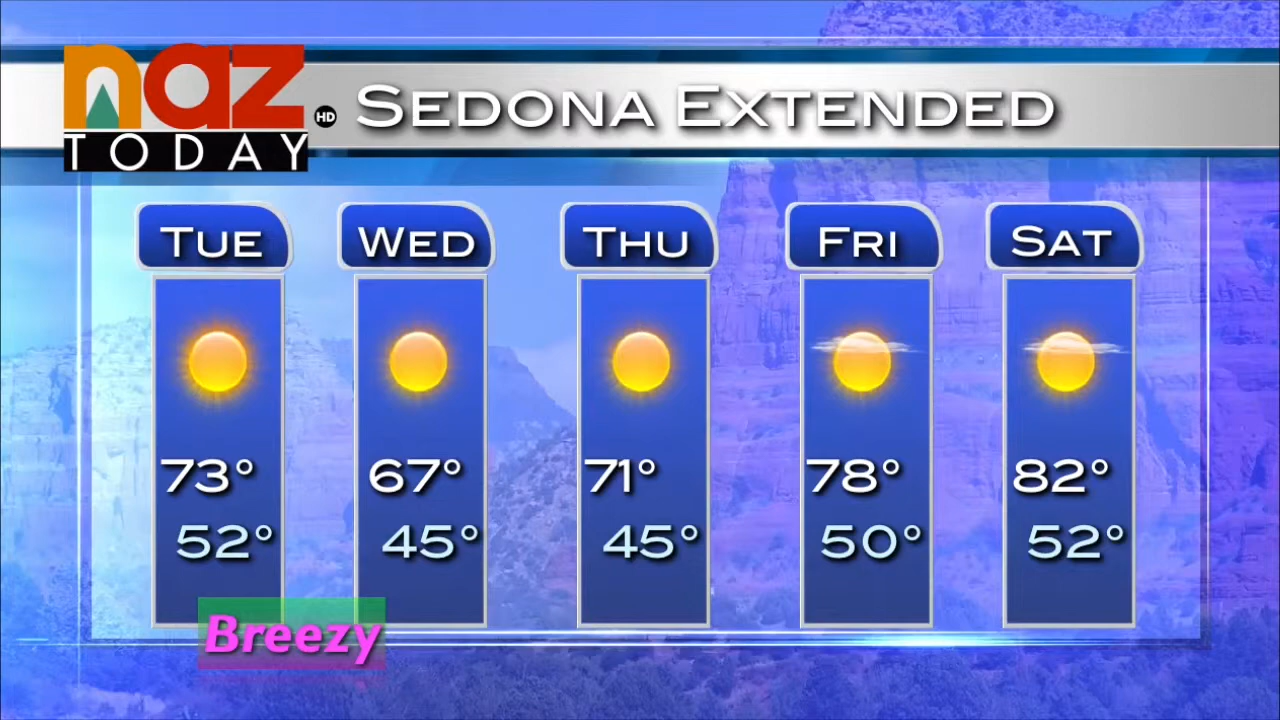 naz
TODAY
HD
SEDONA EXTENDED
TUE WED THU FRI SAT
73° 67° 71° 78° 82°
52° 45° 45° 50° 52°
Breezy